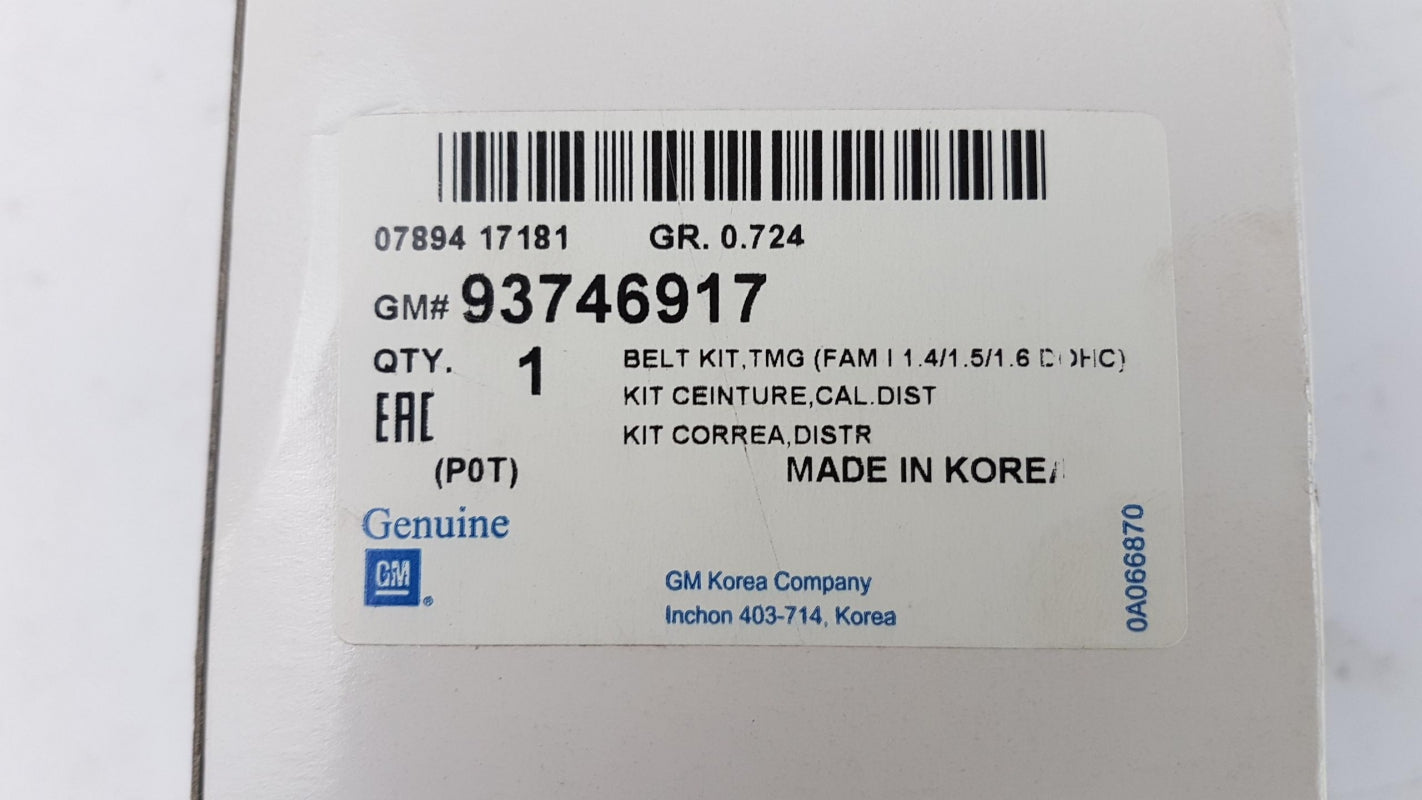 07894 17181 GR. 0.724
GM# 93746917
QTY. 1 BELT KIT,TMG (FAM I 1.4/1.5/1.6 DOHC)
EAC KIT CEINTURE,CAL.DIST
KIT CORREA,DISTR
(P0T) MADE IN KOREA
Genuine
GM®
GM Korea Company
Inchon 403-714, Korea
0A066870